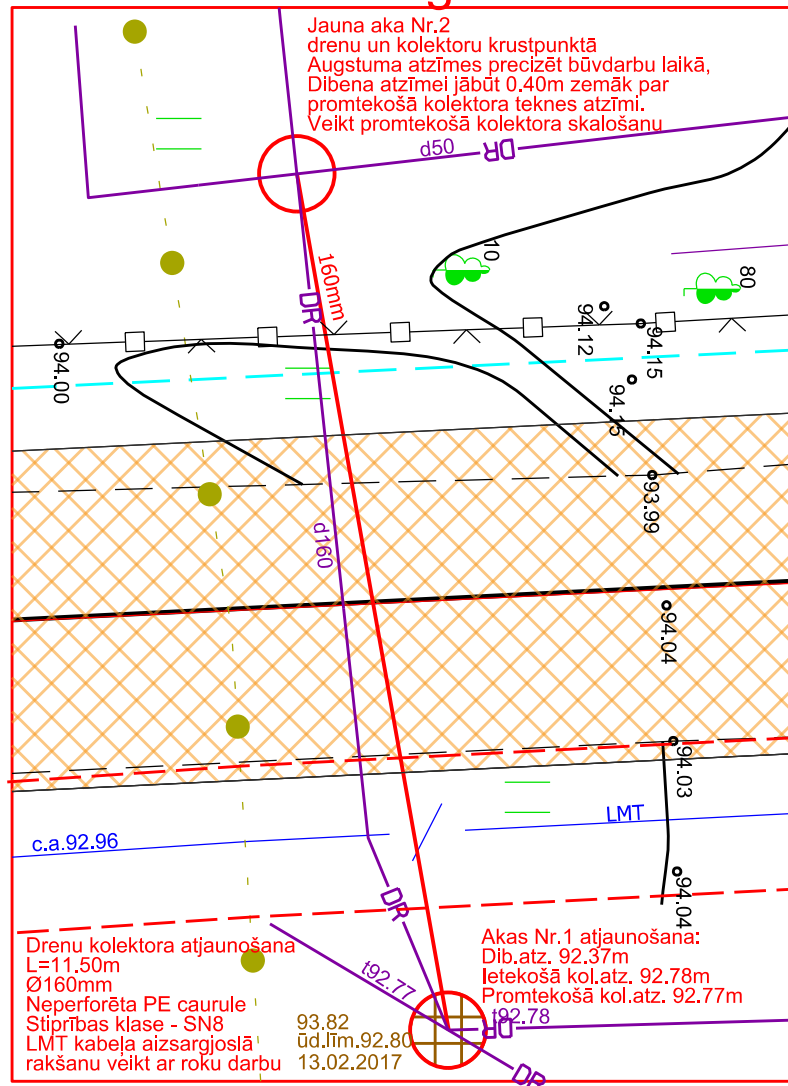 Jauna aka Nr.2
drenu un kolektoru krustpunktā
Augstuma atzīmes precizēt būvdarbu laikā,
Dibena atzīmei jābūt 0.40m zemāk par
promtekošā kolektora teknes atzīmi.
Veikt promtekošā kolektora skalošanu
d50
DR
160mm
DR
10
80
94.00
94.12
94.15
94.15
93.99
d160
94.04
94.03
LMT
c.a.92.96
94.04
DR
Drenu kolektora atjaunošana
L=11.50m
Ø160mm
Neperforēta PE caurule
Stiprības klase - SN8
LMT kabeļa aizsargjoslā
rakšanu veikt ar roku darbu
t92.77
93.82
ūd.līm.92.80
13.02.2017
Akas Nr.1 atjaunošana:
Dib.atz. 92.37m
Ietekošā kol.atz. 92.78m
Promtekošā kol.atz. 92.77m
t92.78
DR
DR